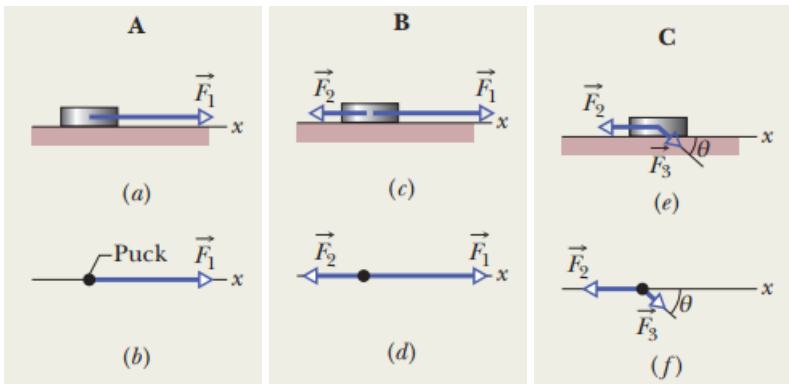 A
F₁
x
(a)
Puck
F₁
x
(b)
B
F₂ F₁
x
(c)
F₂ F₁
x
(d)
C
F₂
x
θ
F₃
(e)
F₂
x
θ
F₃
(f)